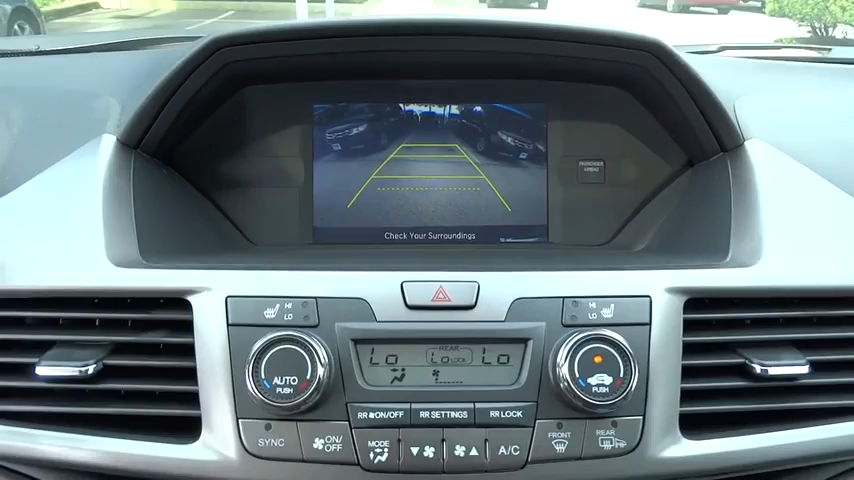 PASSENGER
AIRBAG
Check Your Surroundings
HI
LO
HI
LO
REAR
Lo
Lo LOCK
Lo
AUTO
PUSH
PUSH
RR ON/OFF
RR SETTINGS
RR LOCK
SYNC
ON/
OFF
MODE
A/C
FRONT
REAR